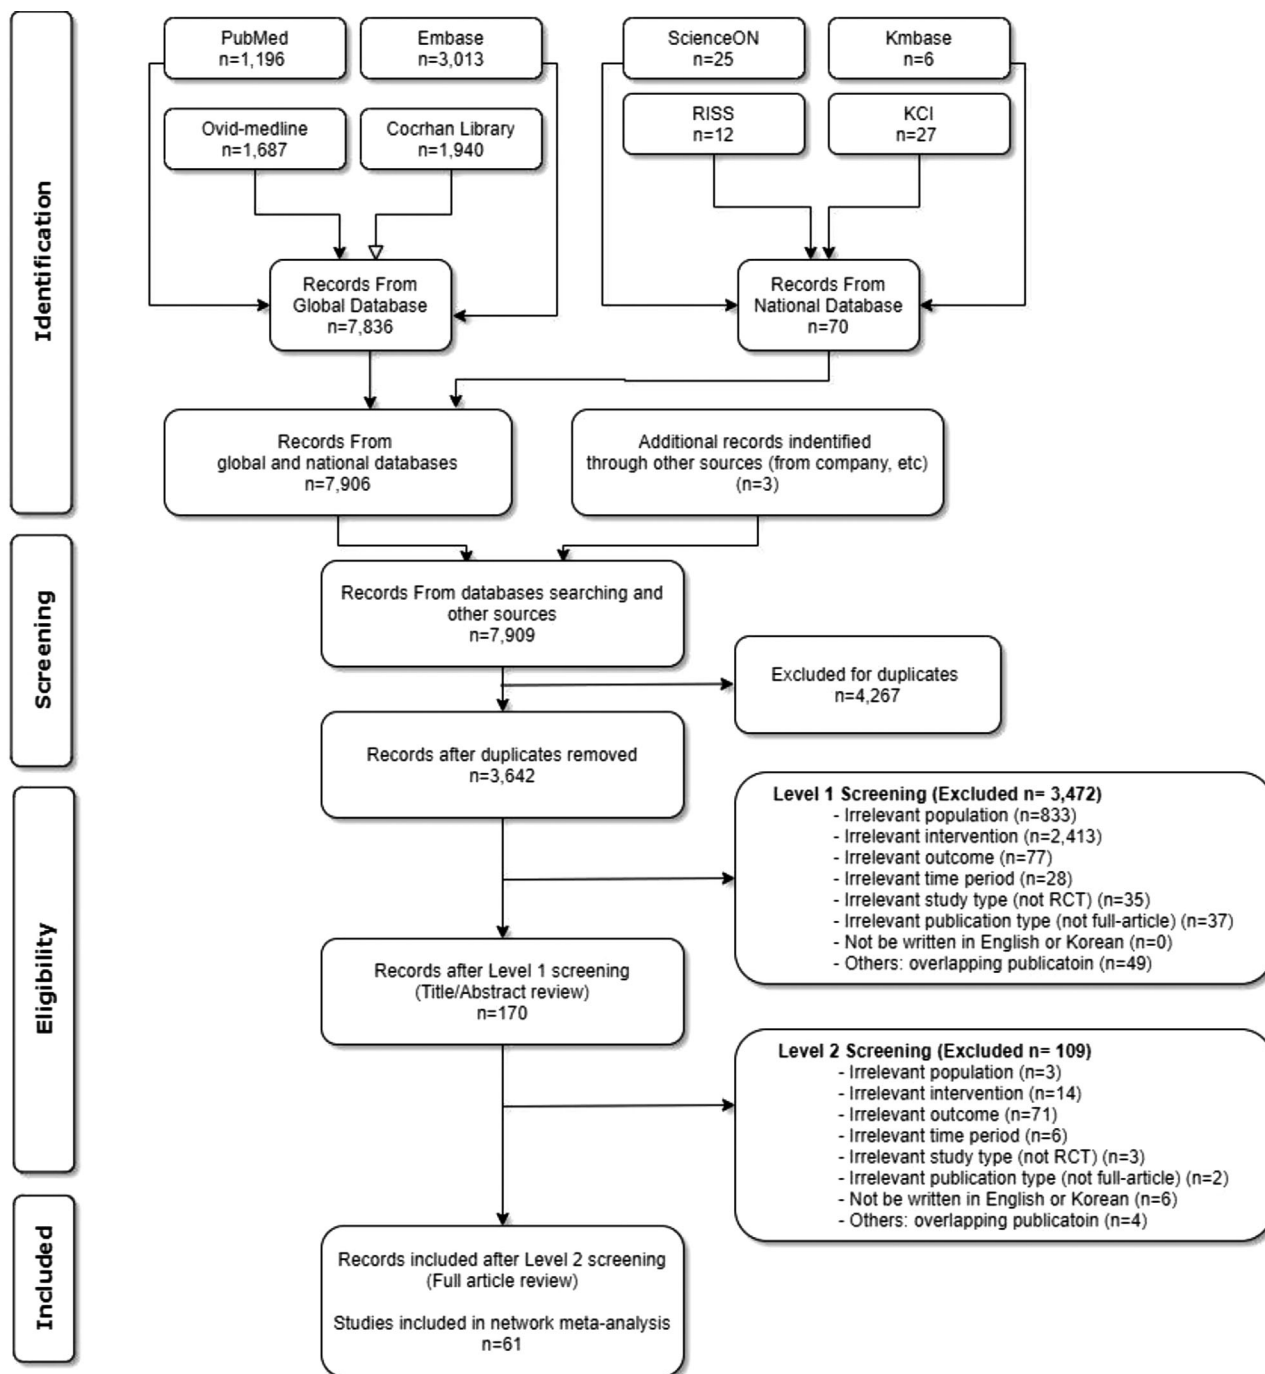 Identification
PubMed
n=1,196
Embase
n=3,013
ScienceON
n=25
Kmbase
n=6
Ovid-medline
n=1,687
Cocrhan Library
n=1,940
RISS
n=12
KCI
n=27
Records From
Global Database
n=7,836
Records From
National Database
n=70
Records From
global and national databases
n=7,906
Additional records indentified
through other sources (from company, etc)
(n=3)
Screening
Records From databases searching and
other sources
n=7,909
Excluded for duplicates
n=4,267
Records after duplicates removed
n=3,642
Eligibility
Level 1 Screening (Excluded n= 3,472)
- Irrelevant population (n=833)
- Irrelevant intervention (n=2,413)
- Irrelevant outcome (n=77)
- Irrelevant time period (n=28)
- Irrelevant study type (not RCT) (n=35)
- Irrelevant publication type (not full-article) (n=37)
- Not be written in English or Korean (n=0)
- Others: overlapping publicatoin (n=49)
Records after Level 1 screening
(Title/Abstract review)
n=170
Level 2 Screening (Excluded n= 109)
- Irrelevant population (n=3)
- Irrelevant intervention (n=14)
- Irrelevant outcome (n=71)
- Irrelevant time period (n=6)
- Irrelevant study type (not RCT) (n=3)
- Irrelevant publication type (not full-article) (n=2)
- Not be written in English or Korean (n=6)
- Others: overlapping publicatoin (n=4)
Included
Records included after Level 2 screening
(Full article review)
Studies included in network meta-analysis
n=61